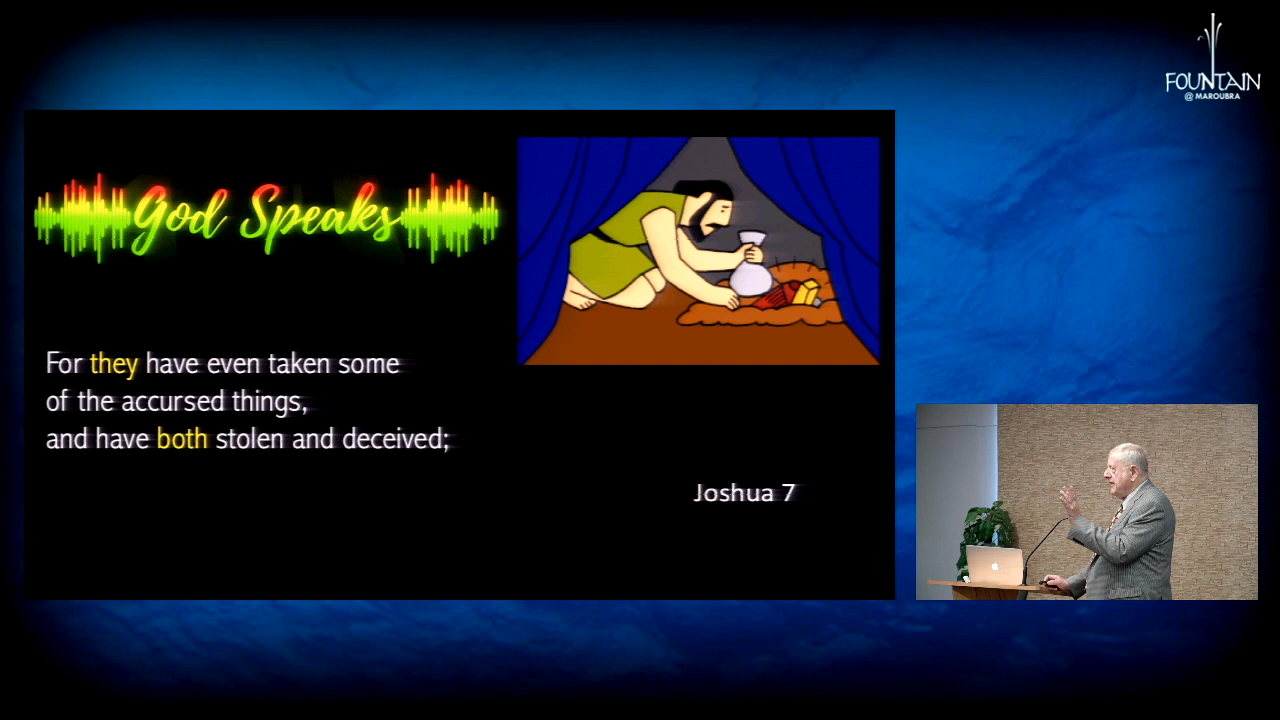 FOUNTAIN
@ MAROUBRA
God Speaks
For they have even taken some
of the accursed things,
and have both stolen and deceived;
Joshua 7